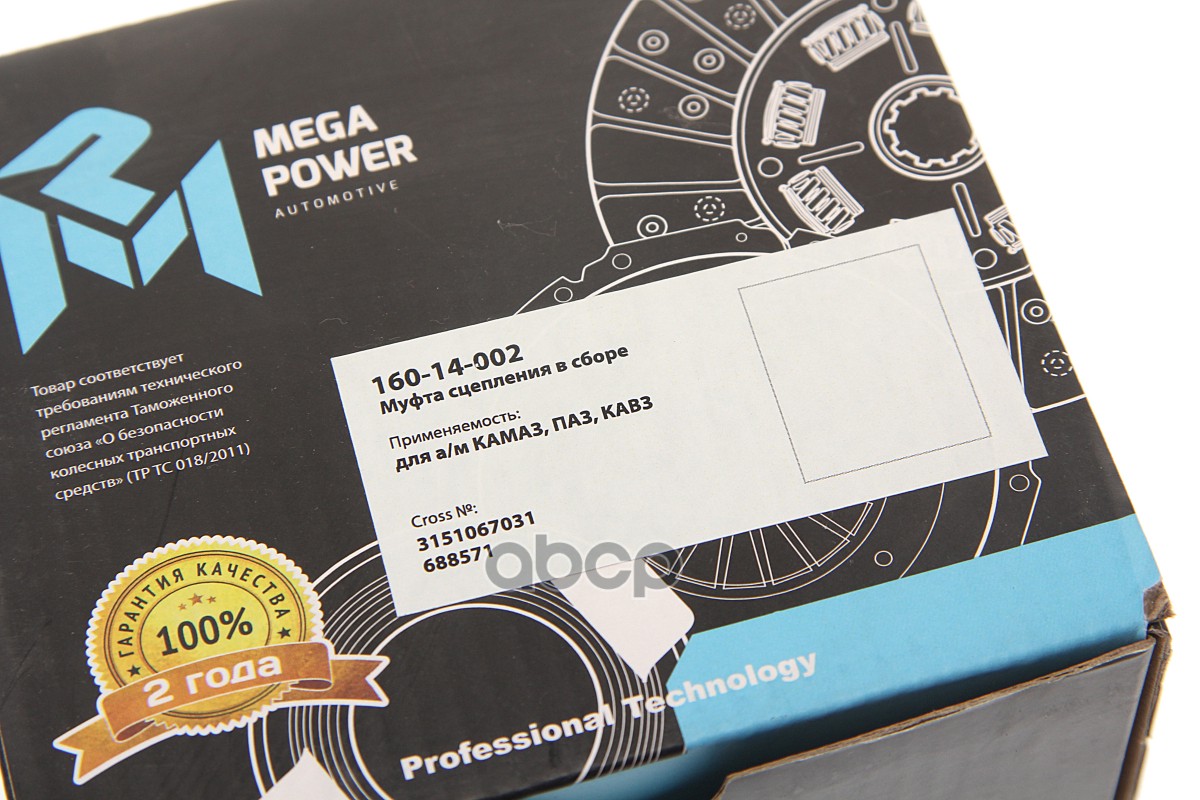 MEGA
POWER
AUTOMOTIVE
Товар соответствует
требованиям технического
регламента Таможенного
союза «О безопасности
колесных транспортных
средств» (ТР ТС 018/2011)
160-14-002
Муфта сцепления в сборе
Применяемость:
для а/м КАМАЗ, ПАЗ, КАВЗ
Cross №:
3151067031
688571
abcp
ГАРАНТИЯ КАЧЕСТВА
100%
2 года
Professional Technology